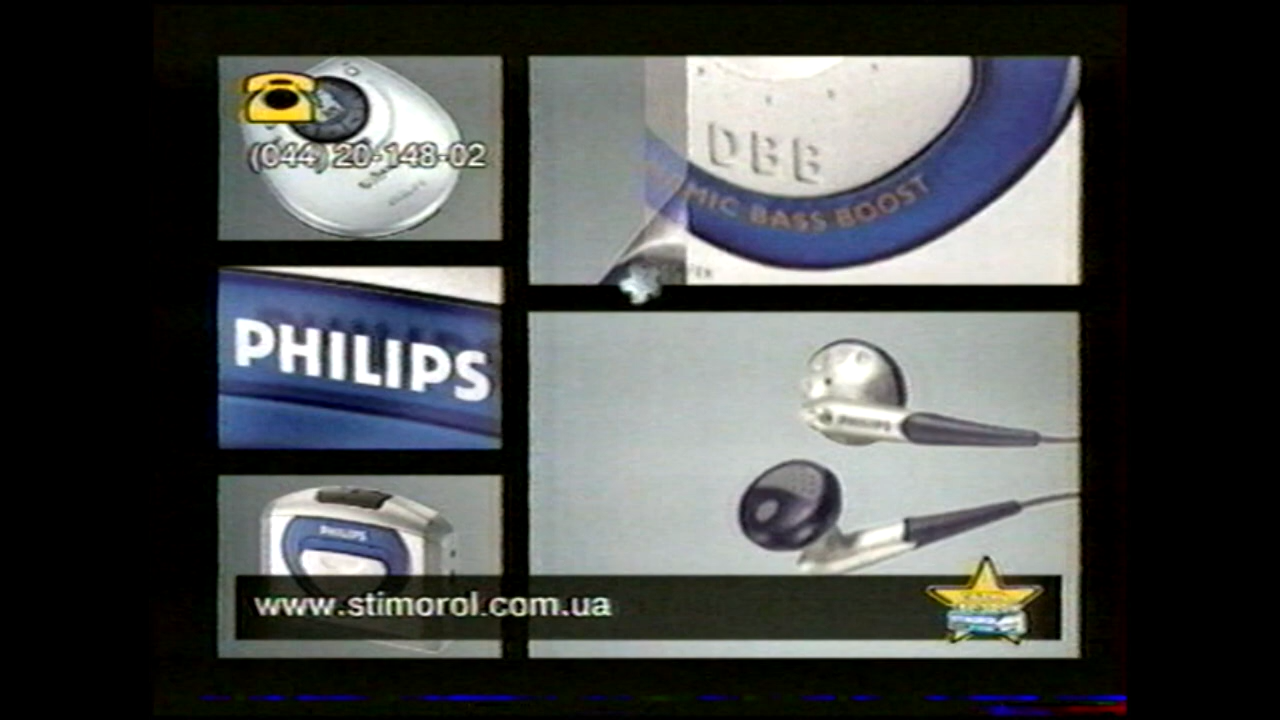 (044) 20-148-02
DBB
MIC BASS BOOST
PHILIPS
PHILIPS
PHILIPS
www.stimorol.com.ua